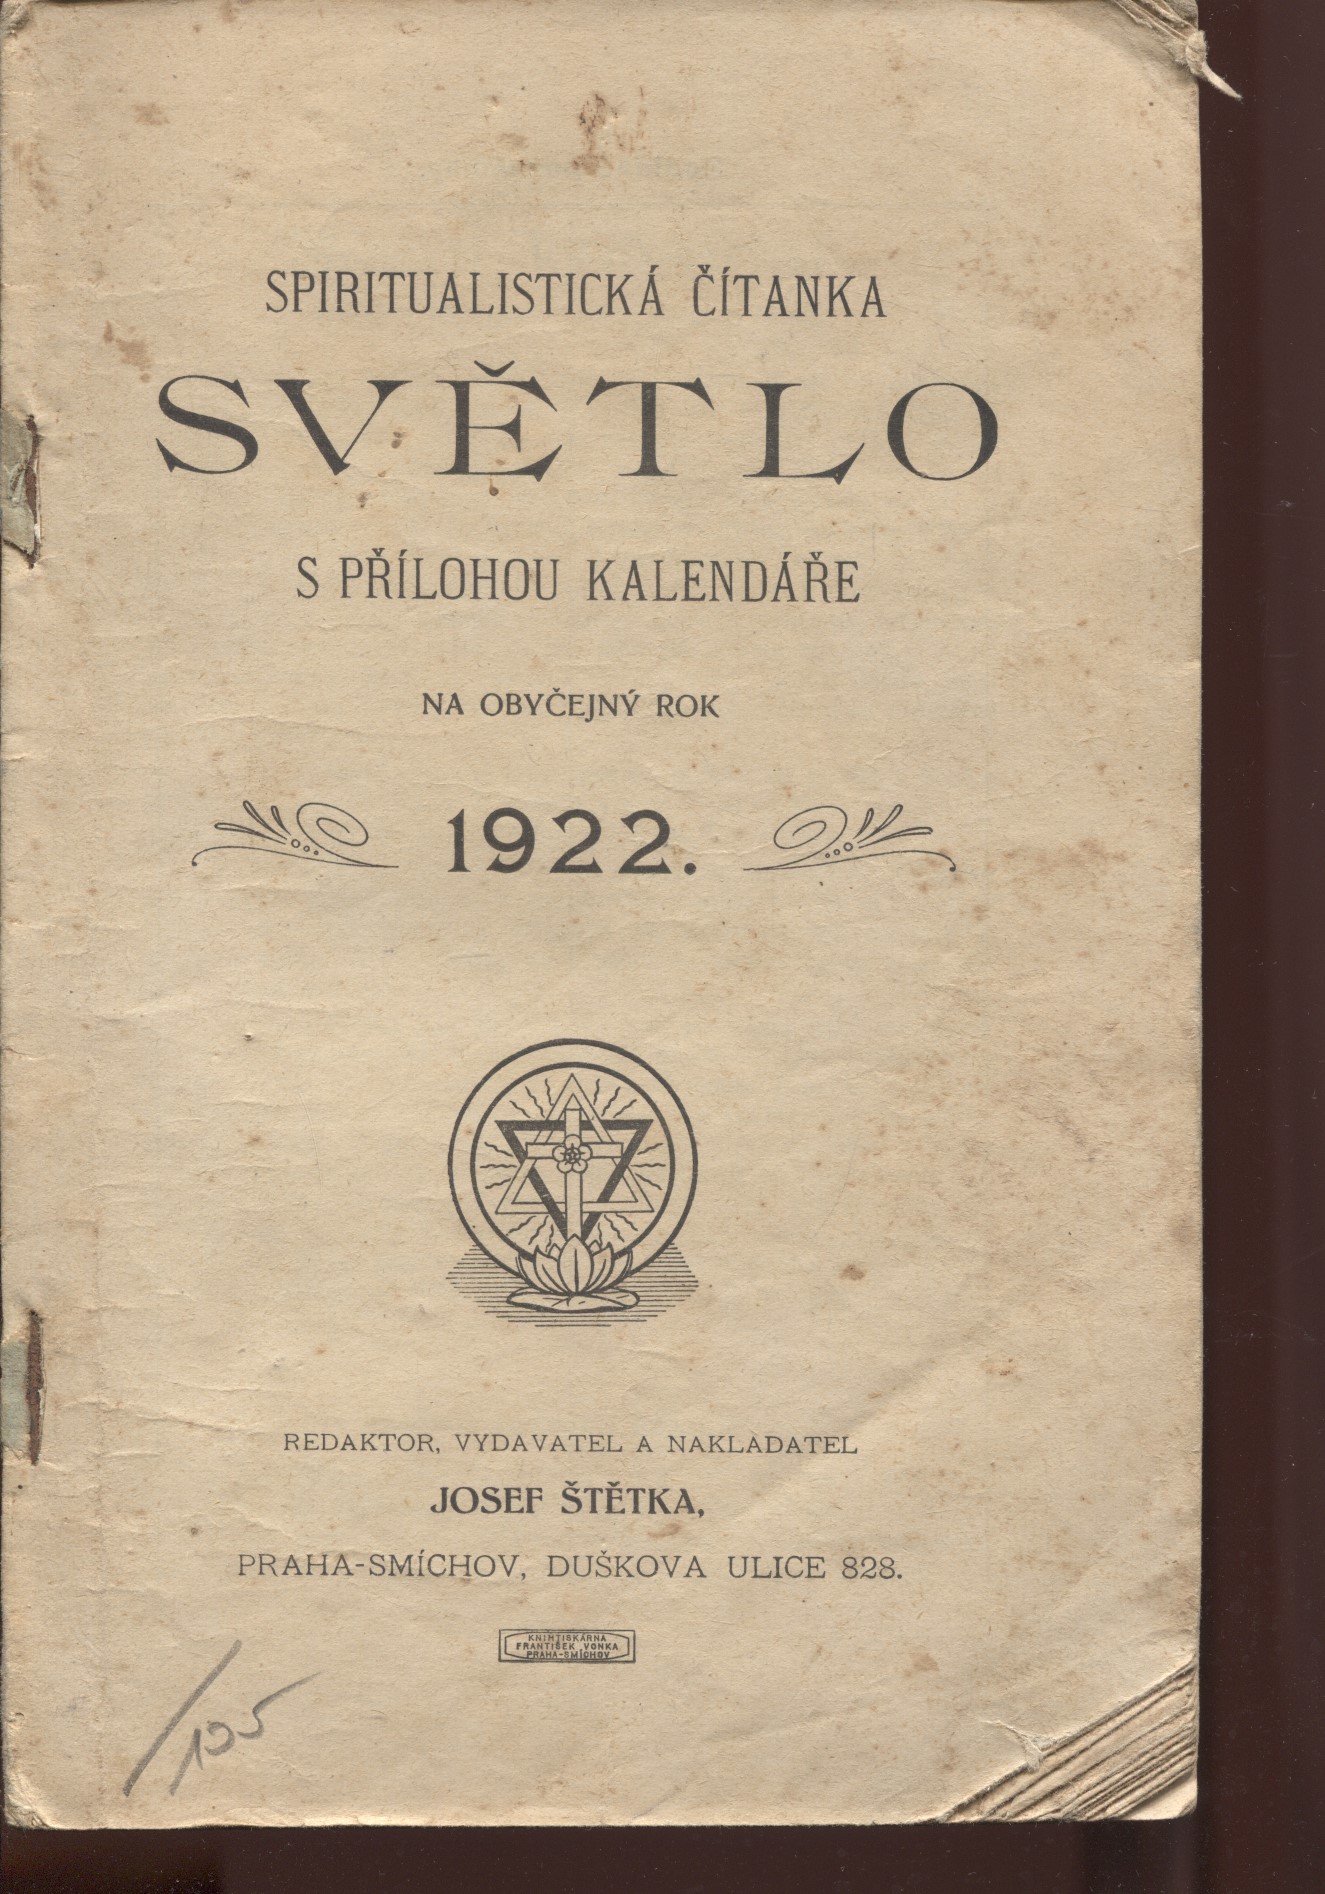 SPIRITUALISTICKÁ ČÍTANKA
SVĚTLO
S PŘÍLOHOU KALENDÁŘE
NA OBYČEJNÝ ROK
1922.
REDAKTOR, VYDAVATEL A NAKLADATEL
JOSEF ŠTĚTKA,
PRAHA-SMÍCHOV, DUŠKOVA ULICE 828.
KNIHTISKÁRNA
FRANTIŠEK VONKA
PRAHA-SMÍCHOV